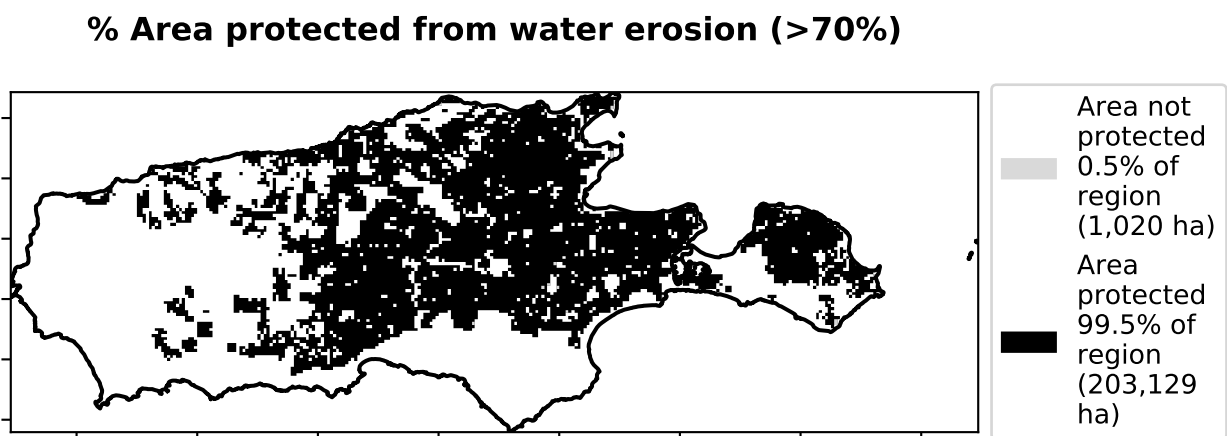 % Area protected from water erosion (>70%)
Area not
protected
0.5% of
region
(1,020 ha)
Area
protected
99.5% of
region
(203,129
ha)